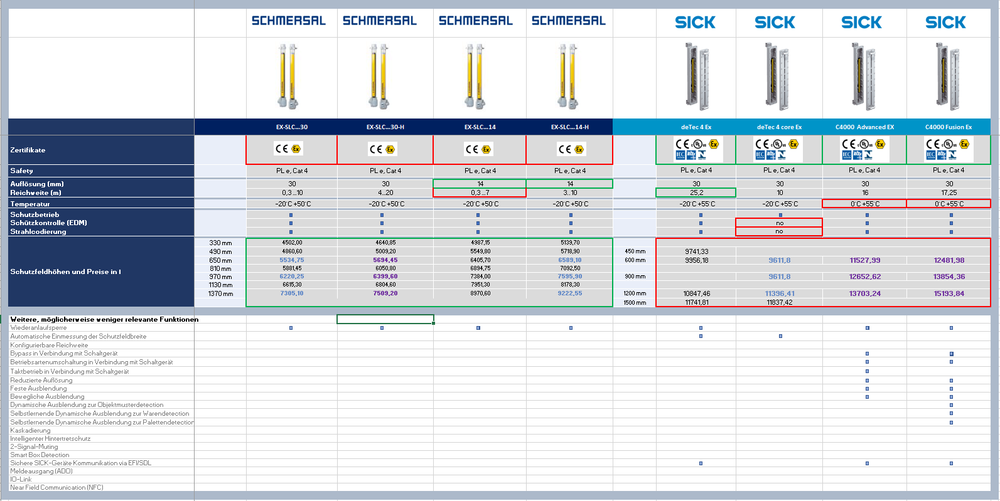 SCHMERSAL SCHMERSAL SCHMERSAL SCHMERSAL SICK SICK SICK SICK
EX-SLC...30 EX-SLC...30-H EX-SLC...14 EX-SLC...14-H deTec 4 Ex deTec 4 core Ex C4000 Advanced EX C4000 Fusion Ex
Zertifikate CE Ex CE Ex CE Ex CE Ex CE c UL us Ex CE c UL us Ex CE c UL us Ex CE c UL us Ex
IEC IECEx IEC IECEx IEC IECEx IEC IECEx
Safety PL e, Cat 4 PL e, Cat 4 PL e, Cat 4 PL e, Cat 4 PL e, Cat 4 PL e, Cat 4 PL e, Cat 4 PL e, Cat 4
Auflösung (mm) 30 30 14 14 30 30 30 30
Reichweite (m) 0,3...10 4...20 0,3...7 3..10 25,2 10 16 17,25
Temperatur -20°C +50°C -20°C +50°C -20°C +50°C -20°C +50°C -20°C +55°C -20°C +55°C 0°C +55°C 0°C +55°C
Schutzbetrieb
Schützkontrolle (EDM) no
Strahlcodierung no
Schutzfeldhöhen und Preise in I
330 mm 4502,00 4640,85 4987,15 5139,70
490 mm 4860,60 5009,20 5549,80 5718,90 450 mm 9741,33
650 mm 5534,75 5694,45 6405,70 6589,10 600 mm 9956,18 9611,8 11527,99 12481,98
810 mm 5881,45 6050,80 6894,75 7092,50
970 mm 6220,25 6399,60 7384,00 7595,90 900 mm 9611,8 12652,62 13854,36
1130 mm 6615,30 6804,60 7951,30 8178,30
1370 mm 7305,10 7509,20 8970,60 9222,55 1200 mm 10847,46 11396,41 13703,24 15193,84
1500 mm 11741,81 11837,42
Weitere, möglicherweise weniger relevante Funktionen
Wiederanlaufsperre
Automatische Einmessung der Schutzfeldbreite
Konfigurierbare Reichweite
Bypass in Verbindung mit Schaltgerät
Betriebsartenumschaltung in Verbindung mit Schaltgerät
Taktbetrieb in Verbindung mit Schaltgerät
Reduzierte Auflösung
Feste Ausblendung
Bewegliche Ausblendung
Dynamische Ausblendung zur Objektmusterdetection
Selbstlernende Dynamische Ausblendung zur Warendetection
Selbstlernende Dynamische Ausblendung zur Palettendetection
Kaskadierung
Intelligenter Hintertretschutz
2-Signal-Muting
Smart Box Detection
Sichere SICK-Geräte Kommunikation via EFI/SDL
Meldeausgang (ADO)
IO-Link
Near Field Communication (NFC)